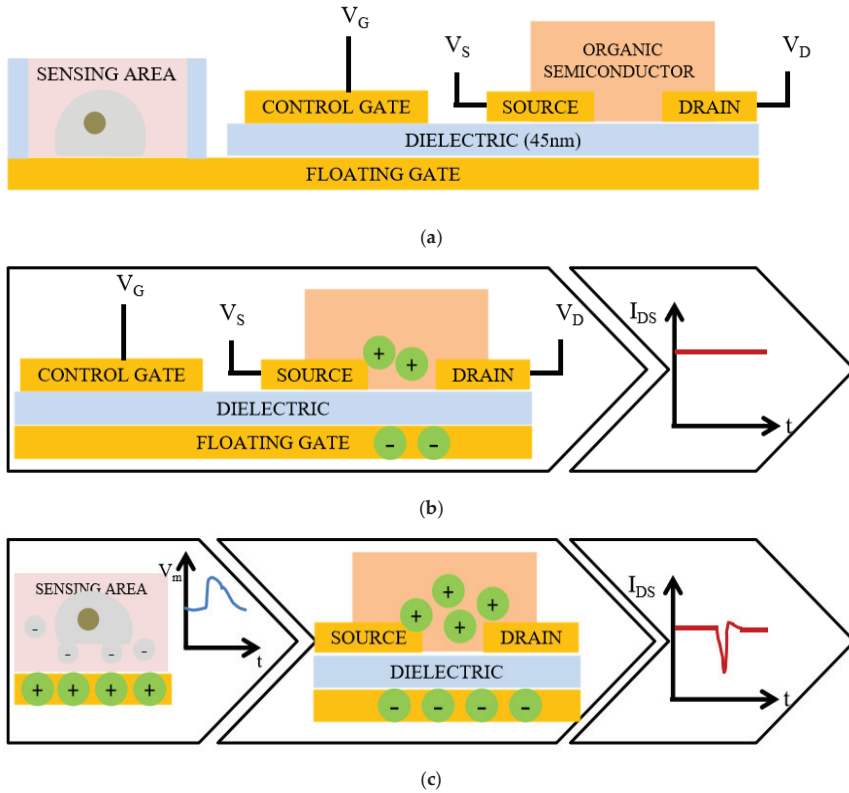 V_G
V_S
V_D
SENSING AREA
ORGANIC
SEMICONDUCTOR
CONTROL GATE
SOURCE
DRAIN
DIELECTRIC (45nm)
FLOATING GATE
(a)
V_G
V_S
V_D
I_DS
+
+
CONTROL GATE
SOURCE
DRAIN
DIELECTRIC
FLOATING GATE
-
-
t
(b)
V_m
SENSING AREA
-
-
-
-
t
+ + + +
+
+
+
+
SOURCE
DRAIN
DIELECTRIC
- - - -
I_DS
t
(c)